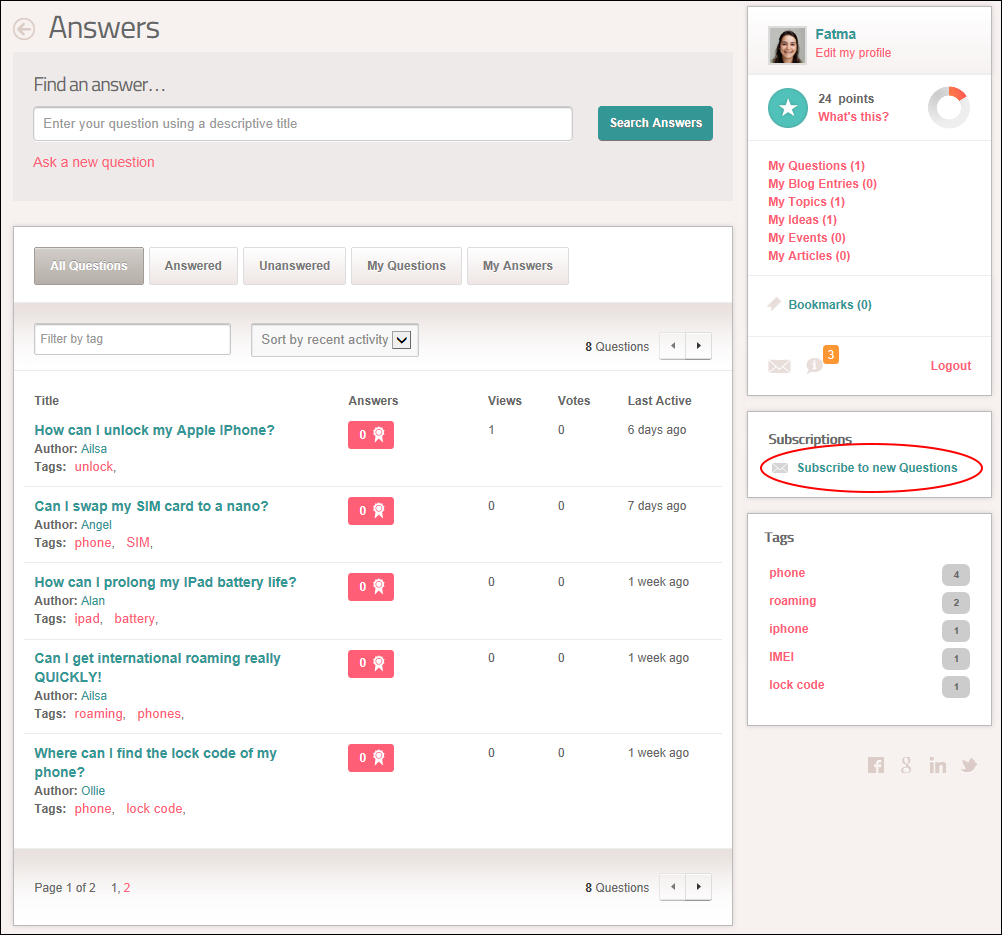 Answers
Find an answer…
Enter your question using a descriptive title
Search Answers
Ask a new question
All Questions
Answered
Unanswered
My Questions
My Answers
Filter by tag
Sort by recent activity
8 Questions
Title Answers Views Votes Last Active
How can I unlock my Apple IPhone? 0 1 0 6 days ago
Author: Ailsa
Tags: unlock,
Can I swap my SIM card to a nano? 0 0 0 7 days ago
Author: Angel
Tags: phone, SIM,
How can I prolong my IPad battery life? 0 0 0 1 week ago
Author: Alan
Tags: ipad, battery,
Can I get international roaming really 0 0 0 1 week ago
QUICKLY!
Author: Ailsa
Tags: roaming, phones,
Where can I find the lock code of my 0 0 0 1 week ago
phone?
Author: Ollie
Tags: phone, lock code,
Page 1 of 2 1, 2
8 Questions
Fatma
Edit my profile
24 points
What's this?
My Questions (1)
My Blog Entries (0)
My Topics (1)
My Ideas (1)
My Events (0)
My Articles (0)
Bookmarks (0)
3
Logout
Subscriptions
Subscribe to new Questions
Tags
phone 4
roaming 2
iphone 1
IMEI 1
lock code 1